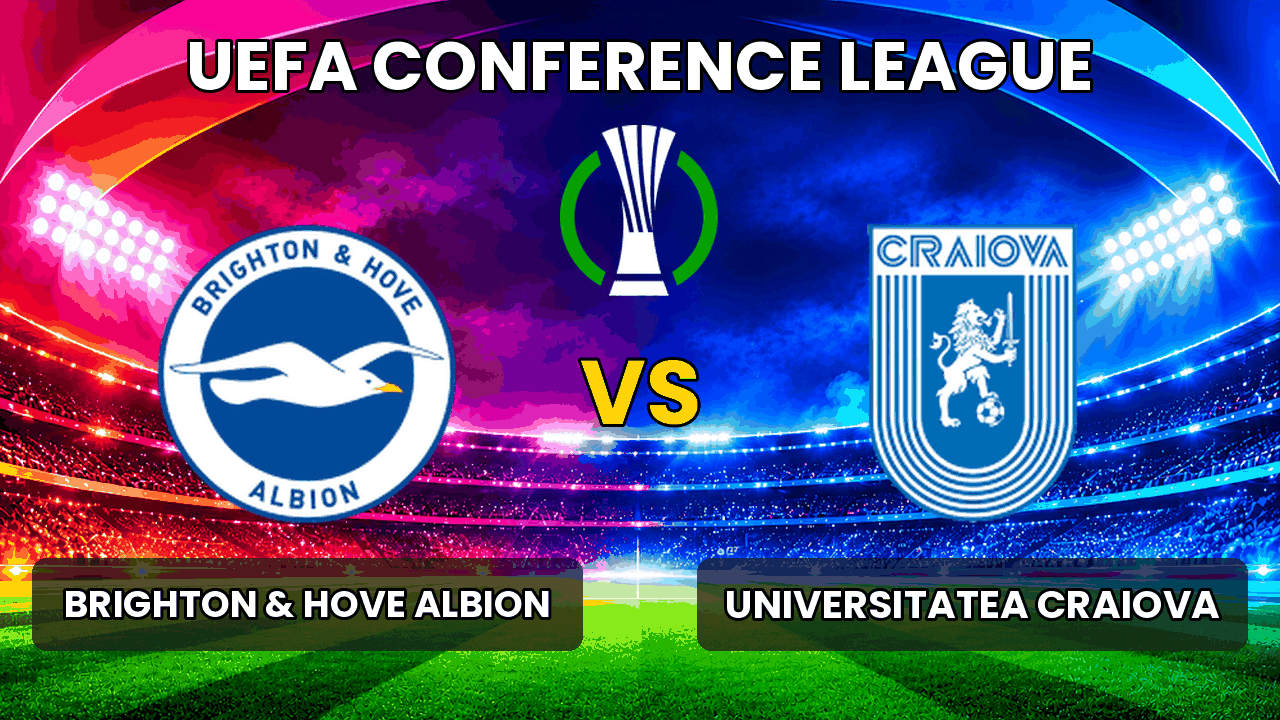 UEFA CONFERENCE LEAGUE
BRIGHTON & HOVE
ALBION
VS
CRAIOVA
BRIGHTON & HOVE ALBION
UNIVERSITATEA CRAIOVA